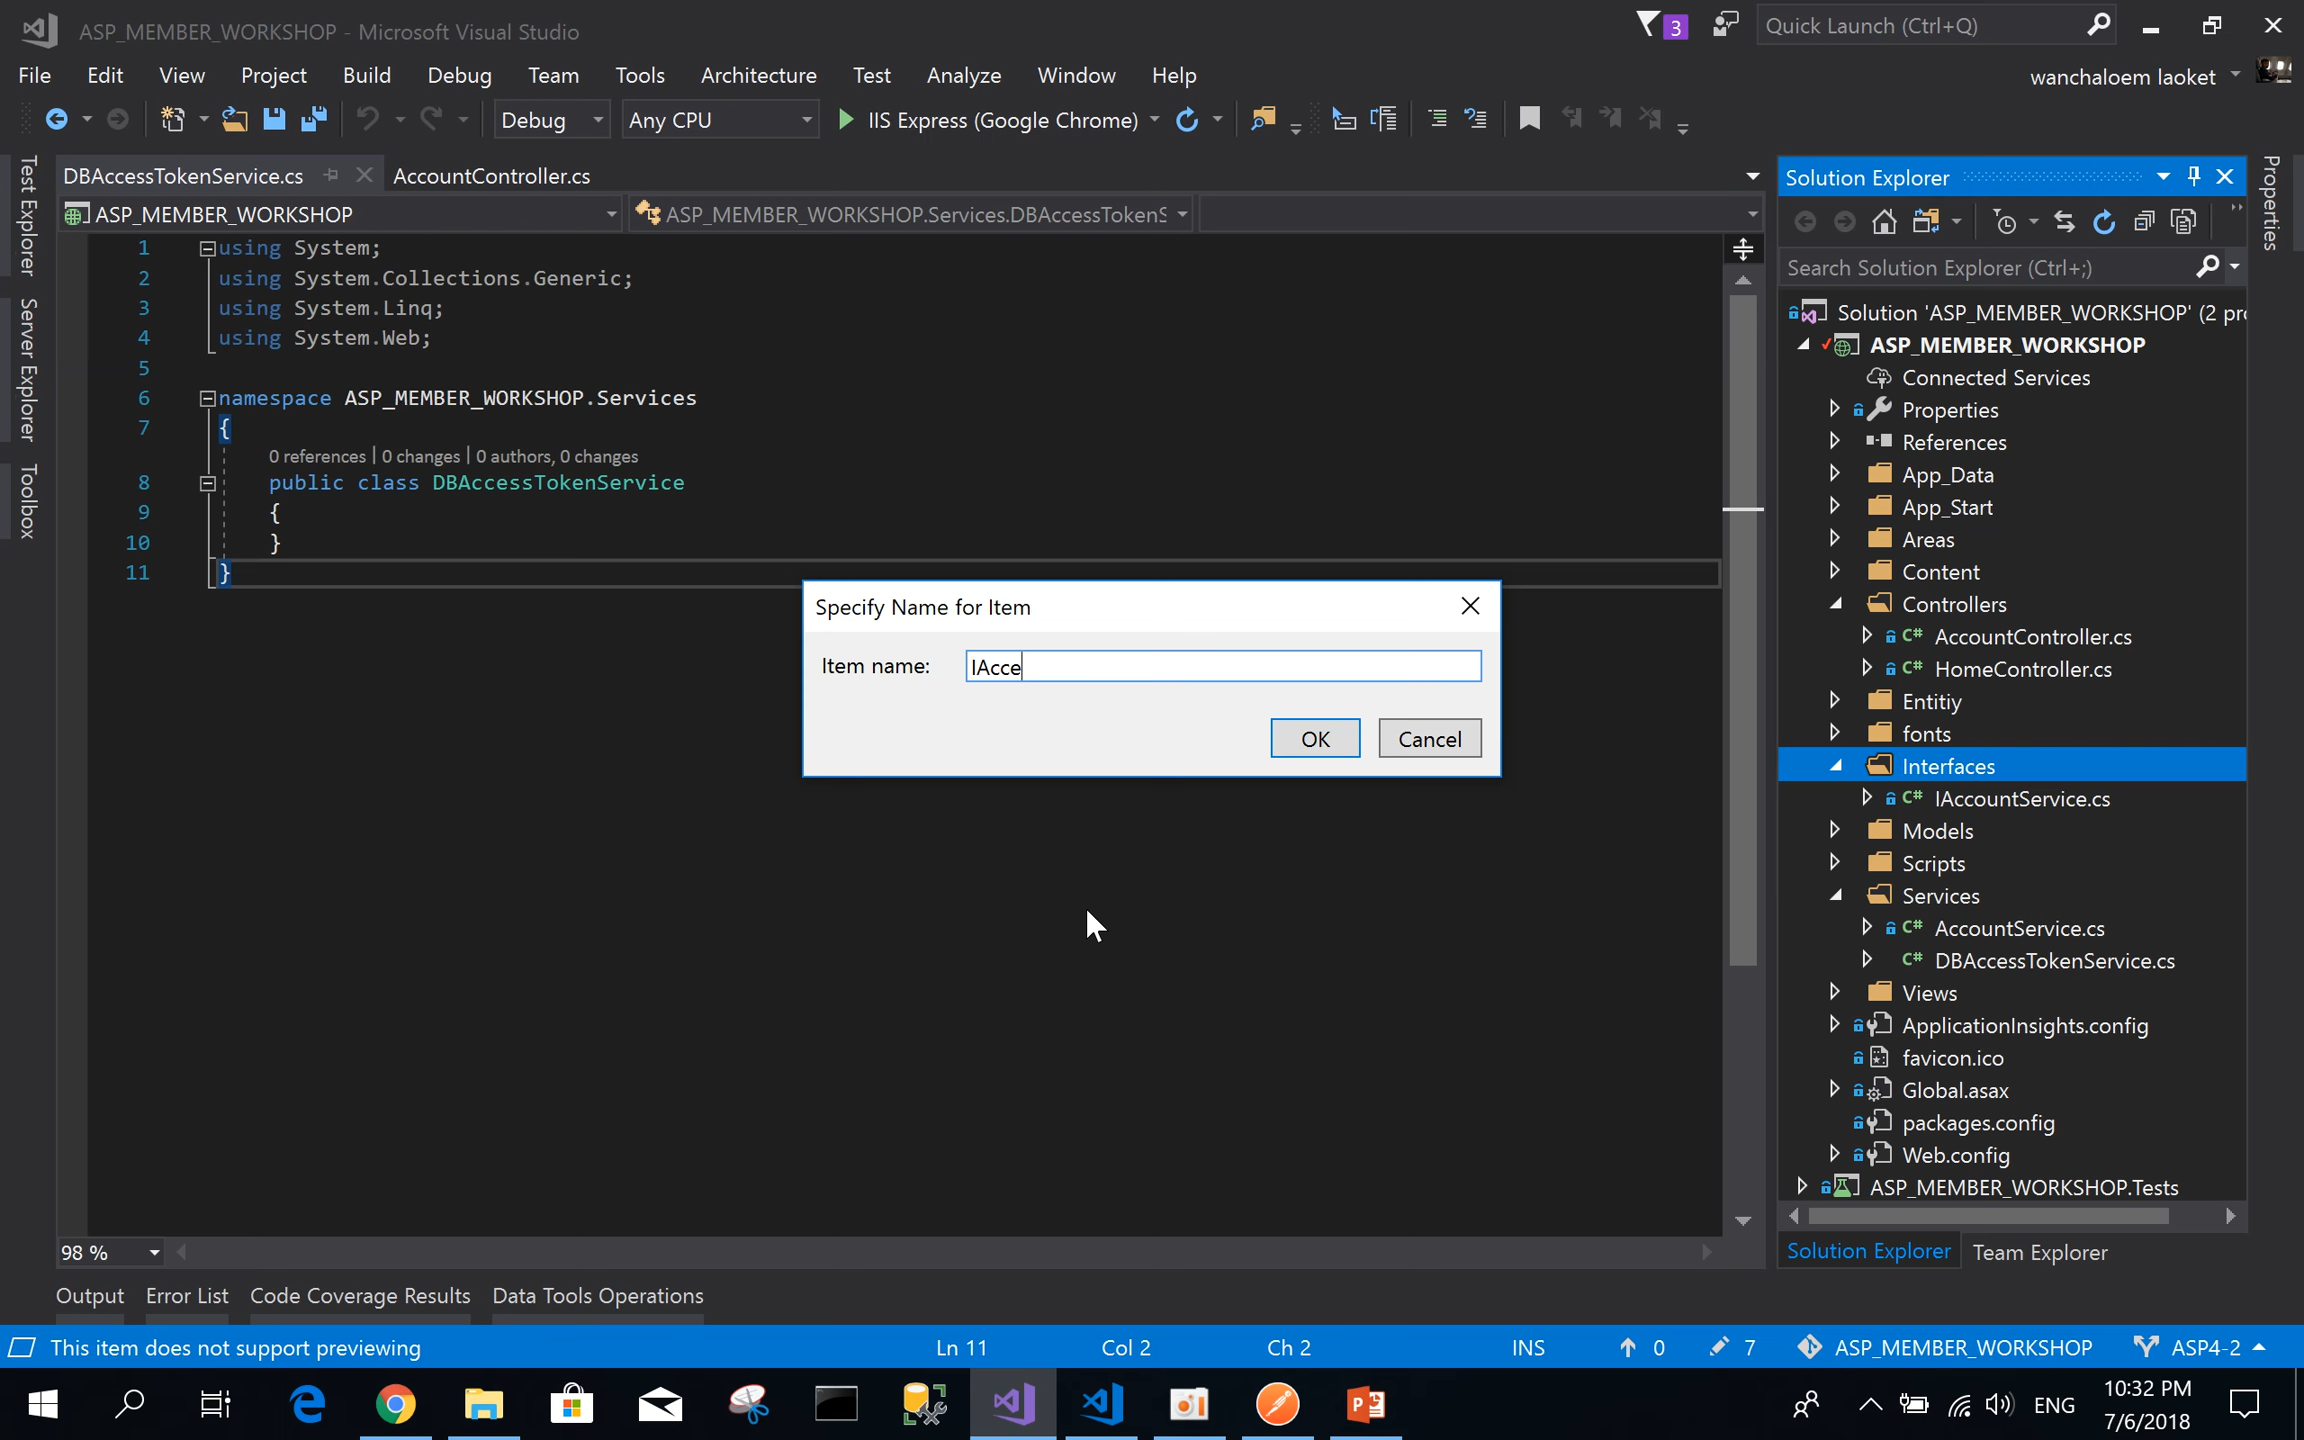 ASP_MEMBER_WORKSHOP - Microsoft Visual Studio
3
Quick Launch (Ctrl+Q)
File Edit View Project Build Debug Team Tools Architecture Test Analyze Window Help
wanchaloem laoket
Debug Any CPU IIS Express (Google Chrome)
Test Explorer
Server Explorer
Toolbox
DBAccessTokenService.cs AccountController.cs
ASP_MEMBER_WORKSHOP ASP_MEMBER_WORKSHOP.Services.DBAccessTokenS
1 using System;
2 using System.Collections.Generic;
3 using System.Linq;
4 using System.Web;
5
6 namespace ASP_MEMBER_WORKSHOP.Services
7 {
0 references | 0 changes | 0 authors, 0 changes
8 public class DBAccessTokenService
9 {
10 }
11 }
Specify Name for Item
Item name: IAcce
OK Cancel
98 %
Solution Explorer
Search Solution Explorer (Ctrl+;)
Solution 'ASP_MEMBER_WORKSHOP' (2 pr
ASP_MEMBER_WORKSHOP
Connected Services
Properties
References
App_Data
App_Start
Areas
Content
Controllers
C# AccountController.cs
C# HomeController.cs
Entitiy
fonts
Interfaces
C# IAccountService.cs
Models
Scripts
Services
C# AccountService.cs
C# DBAccessTokenService.cs
Views
ApplicationInsights.config
favicon.ico
Global.asax
packages.config
Web.config
ASP_MEMBER_WORKSHOP.Tests
Solution Explorer Team Explorer
Properties
Output Error List Code Coverage Results Data Tools Operations
This item does not support previewing Ln 11 Col 2 Ch 2 INS 0 7 ASP_MEMBER_WORKSHOP ASP4-2
ENG
10:32 PM
7/6/2018